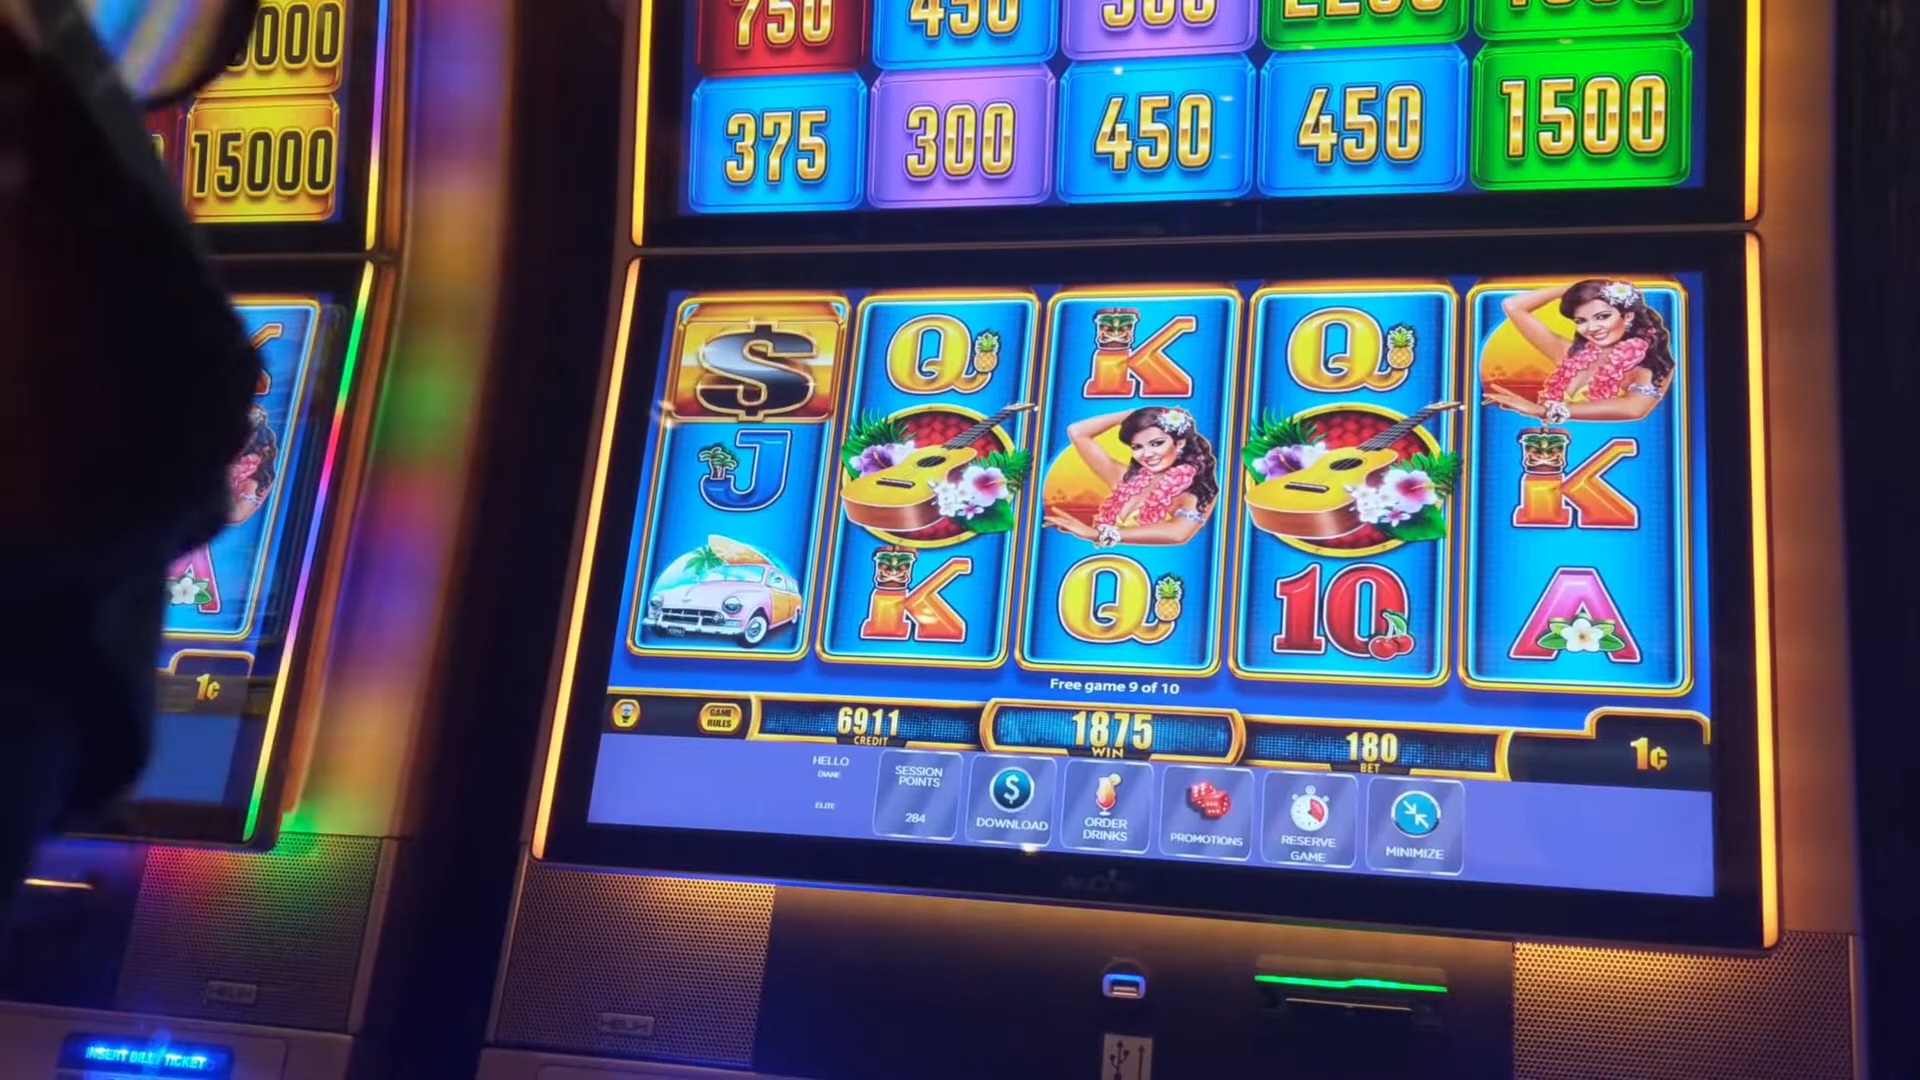 750 450
375 300 450 450 1500
15000
$ Q K Q
J K
K Q 10 A
Free game 9 of 10
GAME RULES
6911 CREDIT
1875 WIN
180 BET
1¢
1¢
HELLO
DIANE
ELITE
SESSION
POINTS
284
DOWNLOAD
ORDER
DRINKS
PROMOTIONS
RESERVE
GAME
MINIMIZE
INSERT BILL / TICKET